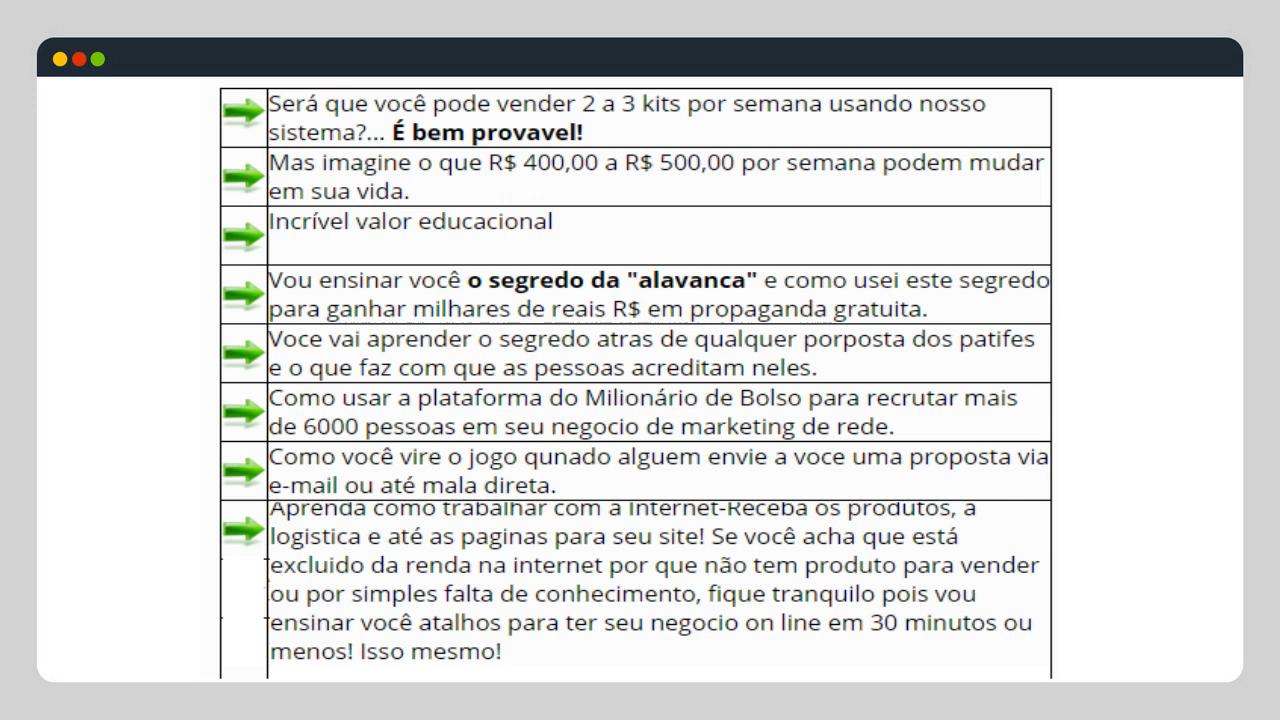 Será que você pode vender 2 a 3 kits por semana usando nosso
sistema?... É bem provavel!
Mas imagine o que R$ 400,00 a R$ 500,00 por semana podem mudar
em sua vida.
Incrível valor educacional
Vou ensinar você o segredo da "alavanca" e como usei este segredo
para ganhar milhares de reais R$ em propaganda gratuita.
Voce vai aprender o segredo atras de qualquer porposta dos patifes
e o que faz com que as pessoas acreditam neles.
Como usar a plataforma do Milionário de Bolso para recrutar mais
de 6000 pessoas em seu negocio de marketing de rede.
Como você vire o jogo qunado alguem envie a voce uma proposta via
e-mail ou até mala direta.
Aprenda como trabalhar com a Internet-Receba os produtos, a
logistica e até as paginas para seu site! Se você acha que está
excluido da renda na internet por que não tem produto para vender
ou por simples falta de conhecimento, fique tranquilo pois vou
ensinar você atalhos para ter seu negocio on line em 30 minutos ou
menos! Isso mesmo!